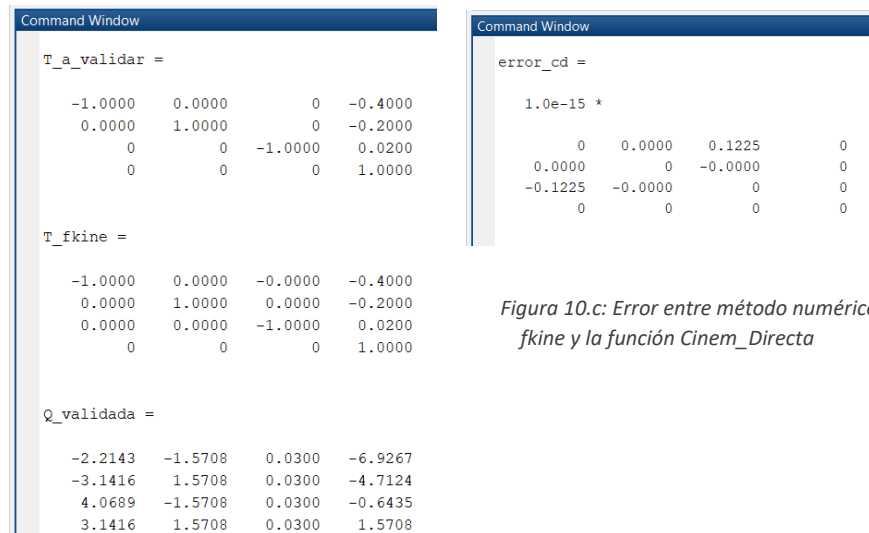 Command Window
T_a_validar =
-1.0000 0.0000 0 -0.4000
0.0000 1.0000 0 -0.2000
0 0 -1.0000 0.0200
0 0 0 1.0000
T_fkine =
-1.0000 0.0000 -0.0000 -0.4000
0.0000 1.0000 0.0000 -0.2000
0.0000 0.0000 -1.0000 0.0200
0 0 0 1.0000
Q_validada =
-2.2143 -1.5708 0.0300 -6.9267
-3.1416 1.5708 0.0300 -4.7124
4.0689 -1.5708 0.0300 -0.6435
3.1416 1.5708 0.0300 1.5708
Command Window
error_cd =
1.0e-15 *
0 0.0000 0.1225 0
0.0000 0 -0.0000 0
-0.1225 -0.0000 0 0
0 0 0 0
Figura 10.c: Error entre método numérico
fkine y la función Cinem_Directa